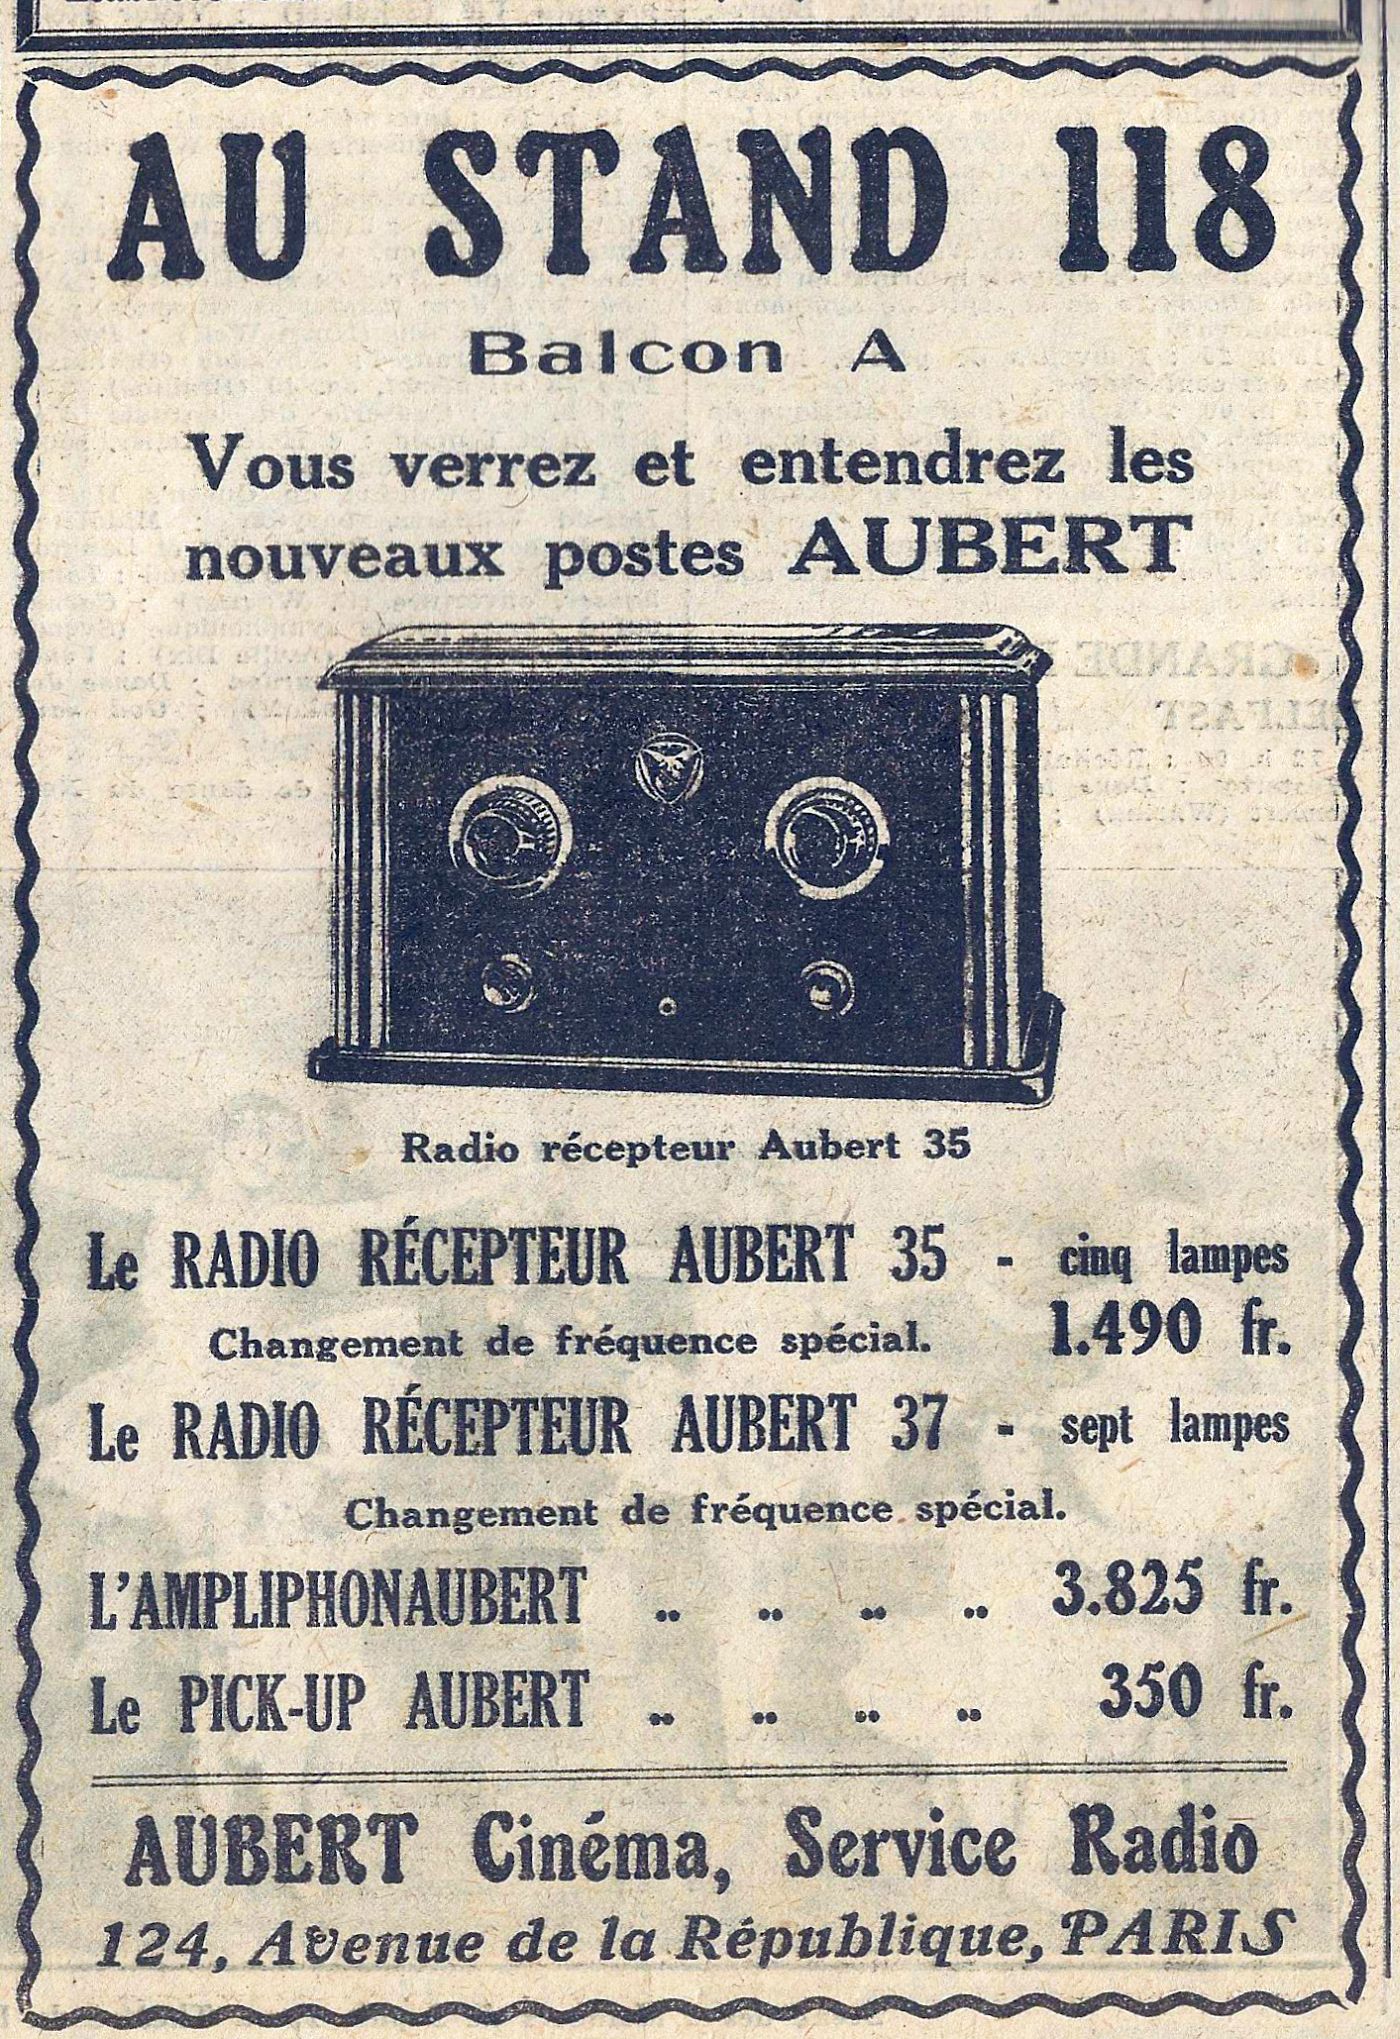 AU STAND 118
Balcon A
Vous verrez et entendrez les
nouveaux postes AUBERT
Radio récepteur Aubert 35
Le RADIO RÉCEPTEUR AUBERT 35 - cinq lampes
Changement de fréquence spécial. 1.490 fr.
Le RADIO RÉCEPTEUR AUBERT 37 - sept lampes
Changement de fréquence spécial.
L'AMPLIPHONAUBERT .. .. .. .. 3.825 fr.
Le PICK-UP AUBERT .. .. .. .. 350 fr.
AUBERT Cinéma, Service Radio
124, Avenue de la République, PARIS